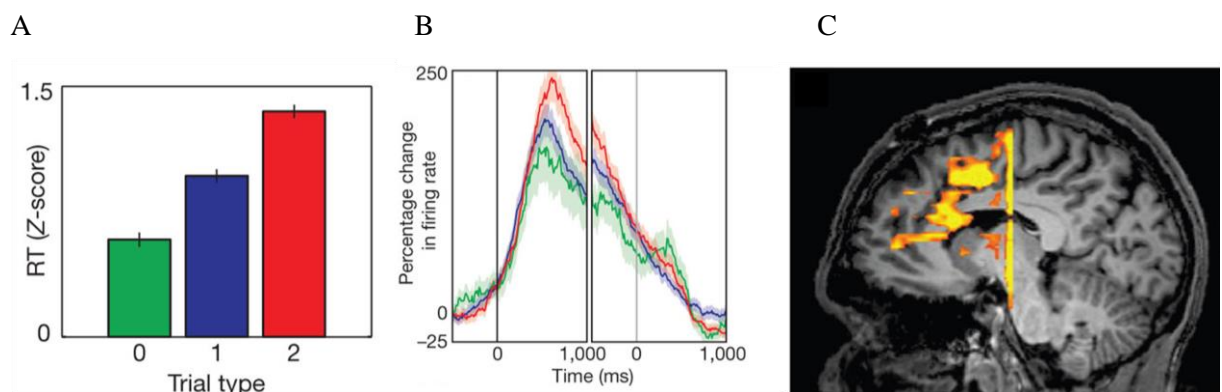 A
B
C
1.5
RT (Z-score)
0
0
1
2
Trial type
250
Percentage change
in firing rate
0
−25
0
1,000
0
1,000
Time (ms)